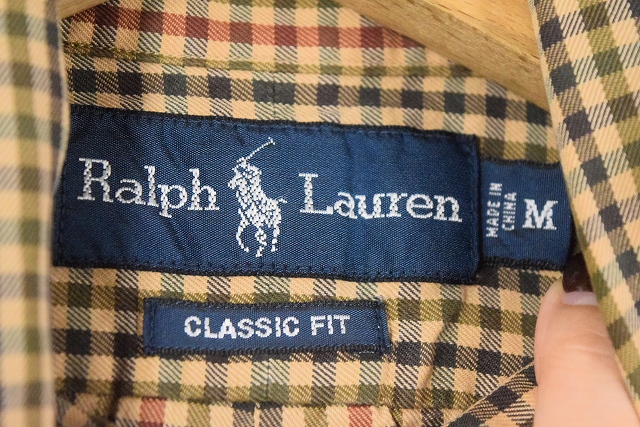 Ralph Lauren
MADE IN
CHINA
M
CLASSIC FIT